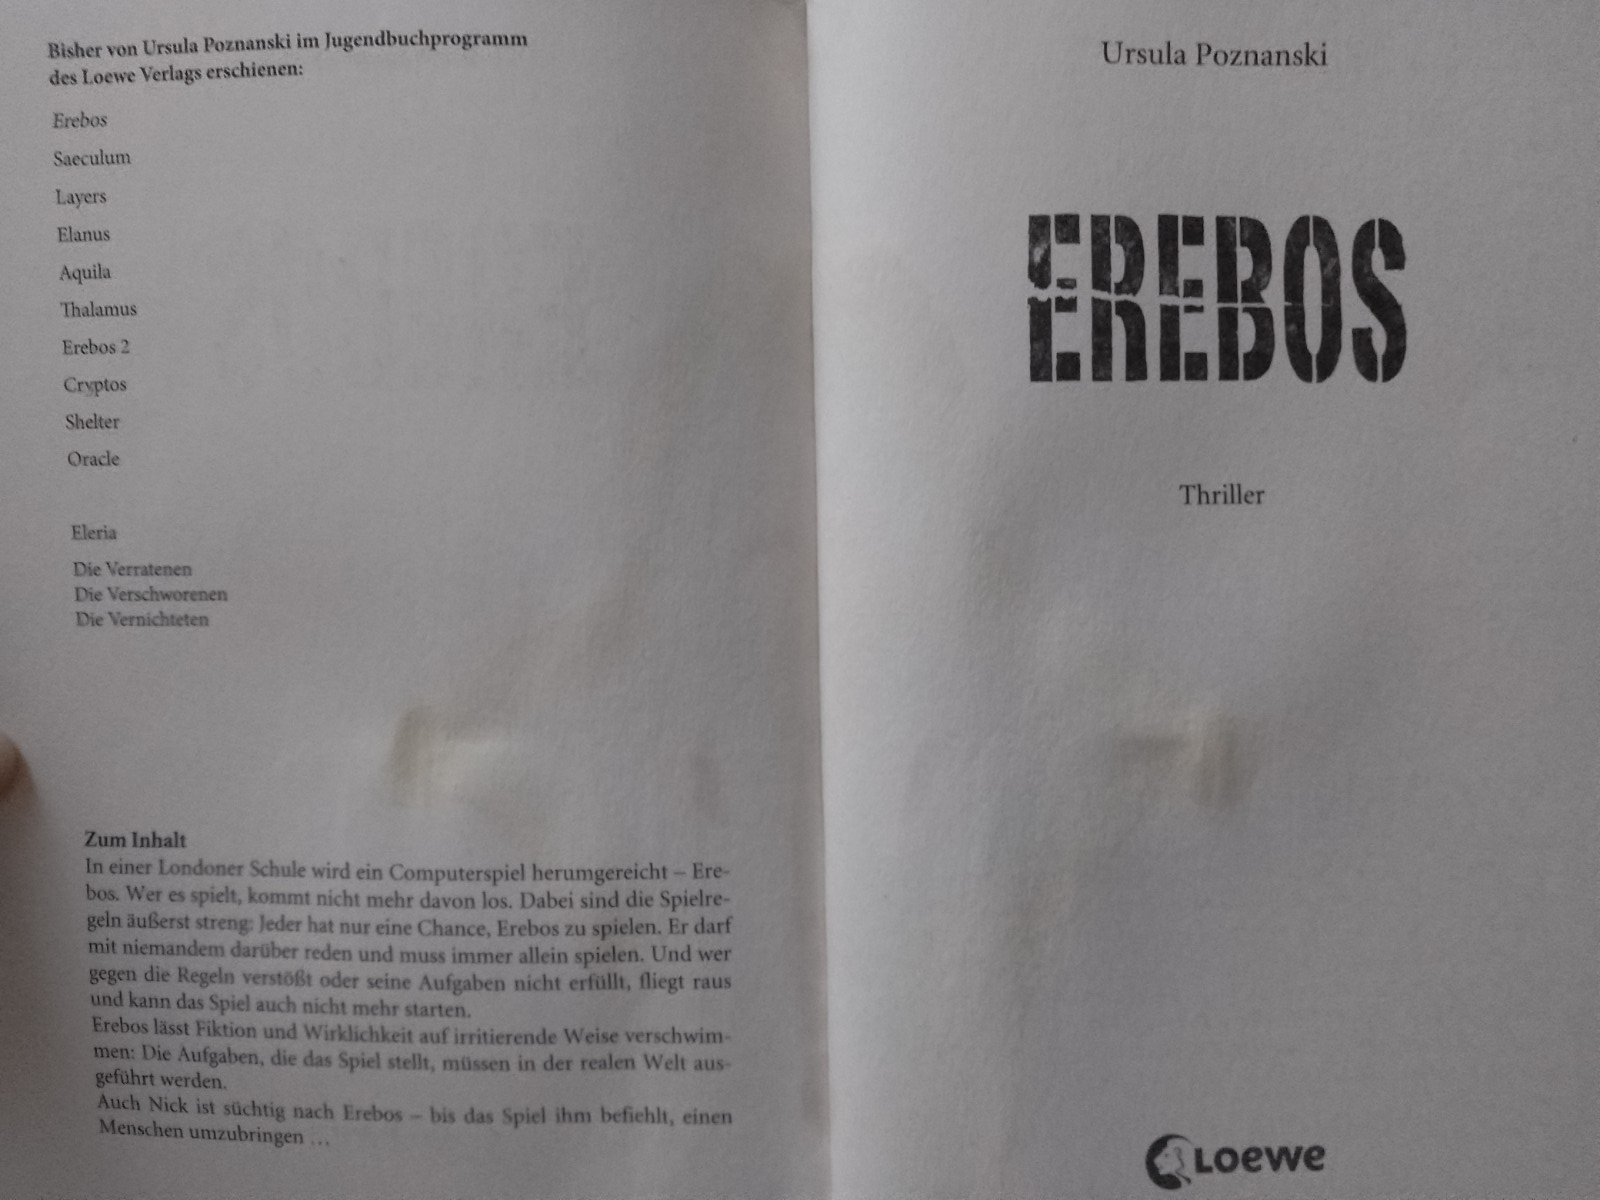 Bisher von Ursula Poznanski im Jugendbuchprogramm
des Loewe Verlags erschienen:
Erebos
Saeculum
Layers
Elanus
Aquila
Thalamus
Erebos 2
Cryptos
Shelter
Oracle
Eleria
Die Verratenen
Die Verschworenen
Die Vernichteten
Zum Inhalt
In einer Londoner Schule wird ein Computerspiel herumgereicht – Ere-
bos. Wer es spielt, kommt nicht mehr davon los. Dabei sind die Spielre-
geln äußerst streng: Jeder hat nur eine Chance, Erebos zu spielen. Er darf
mit niemandem darüber reden und muss immer allein spielen. Und wer
gegen die Regeln verstößt oder seine Aufgaben nicht erfüllt, fliegt raus
und kann das Spiel auch nicht mehr starten.
Erebos lässt Fiktion und Wirklichkeit auf irritierende Weise verschwim-
men: Die Aufgaben, die das Spiel stellt, müssen in der realen Welt aus-
geführt werden.
Auch Nick ist süchtig nach Erebos – bis das Spiel ihm befiehlt, einen
Menschen umzubringen …
Ursula Poznanski
EREBOS
Thriller
Loewe